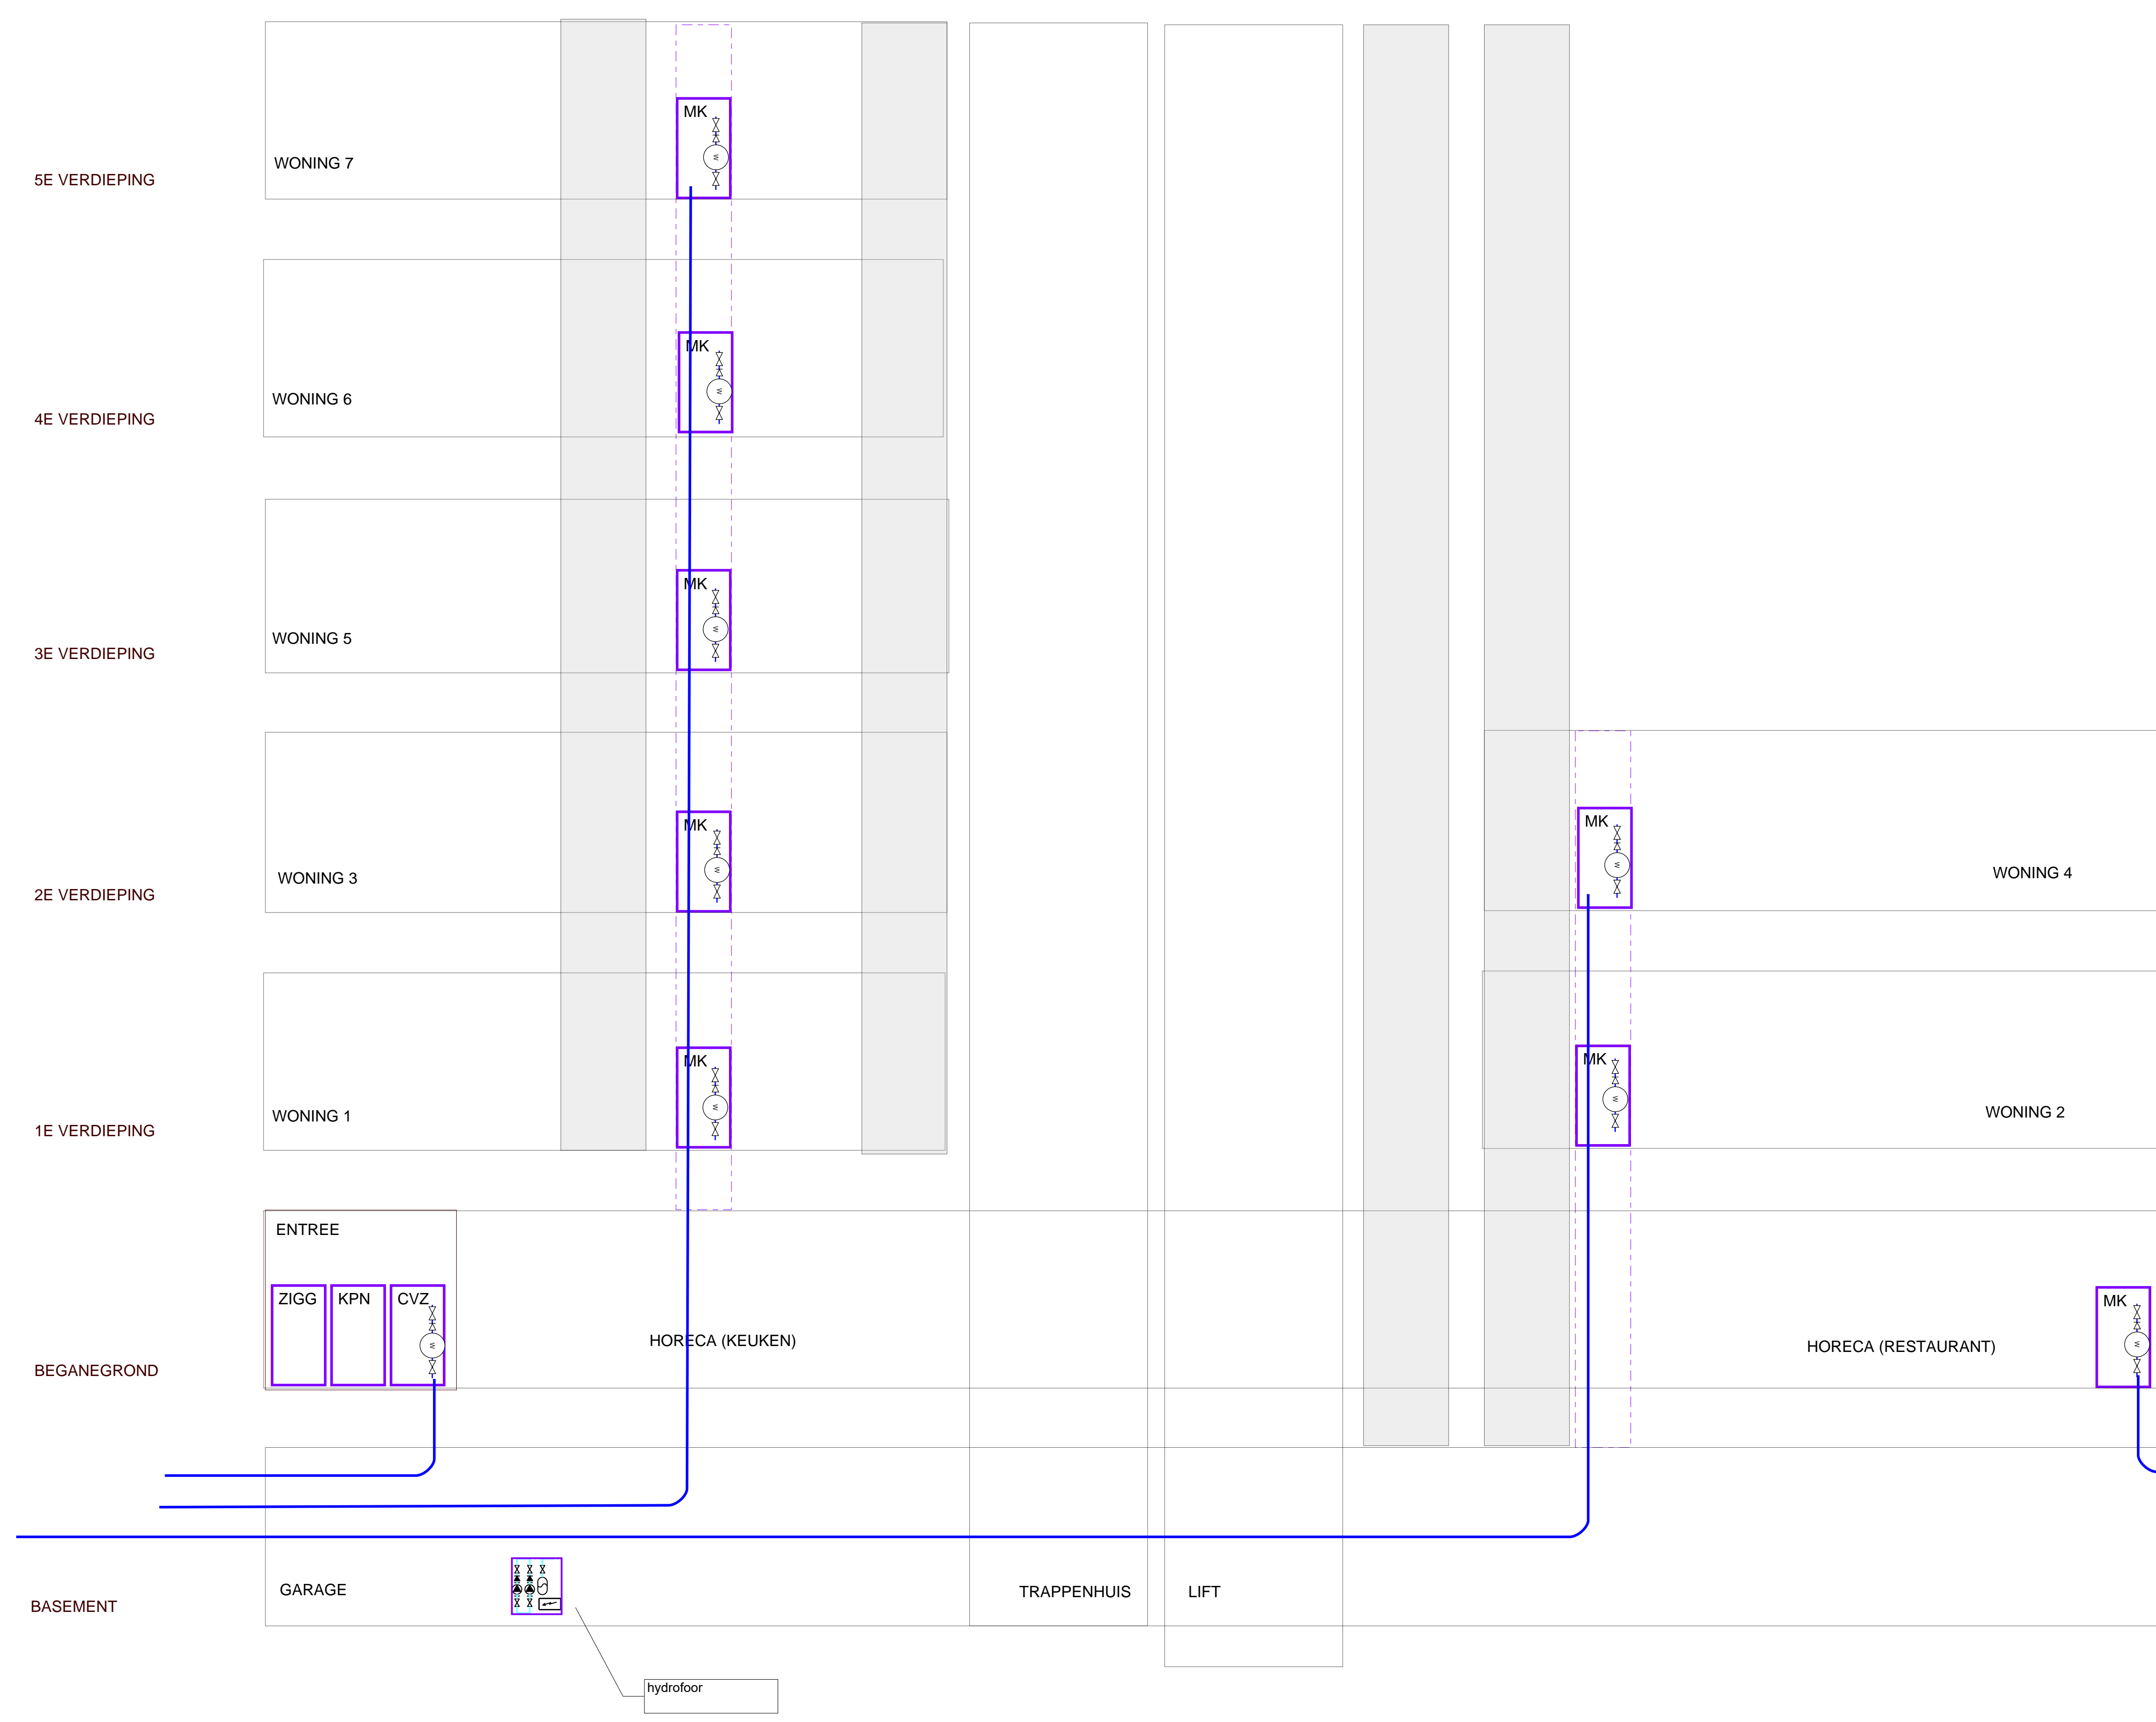 MK
W
WONING 7
5E VERDIEPING
MK
W
WONING 6
4E VERDIEPING
MK
W
WONING 5
3E VERDIEPING
MK
W
WONING 3
2E VERDIEPING
MK
W
WONING 4
MK
W
WONING 1
1E VERDIEPING
MK
W
WONING 2
ENTREE
ZIGG
KPN
CVZ
W
HORECA (KEUKEN)
HORECA (RESTAURANT)
MK
W
BEGANEGROND
GARAGE
TRAPPENHUIS
LIFT
BASEMENT
hydrofoor